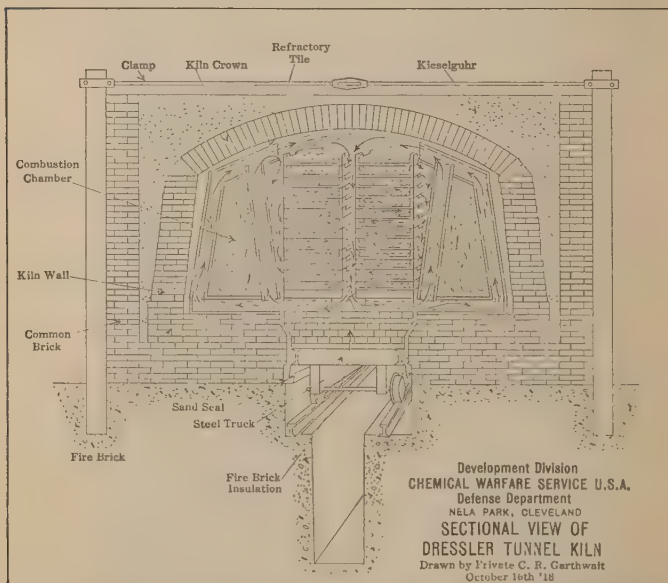 Clamp
Kiln Crown
Refractory
Tile
Kieselguhr
Combustion
Chamber
Kiln Wall
Common
Brick
Sand Seal
Steel Truck
Fire Brick
Fire Brick
Insulation
Development Division
CHEMICAL WARFARE SERVICE U.S.A.
Defense Department
NELA PARK, CLEVELAND
SECTIONAL VIEW OF
DRESSLER TUNNEL KILN
Drawn by Private C. R. Garthwait
October 16th '18